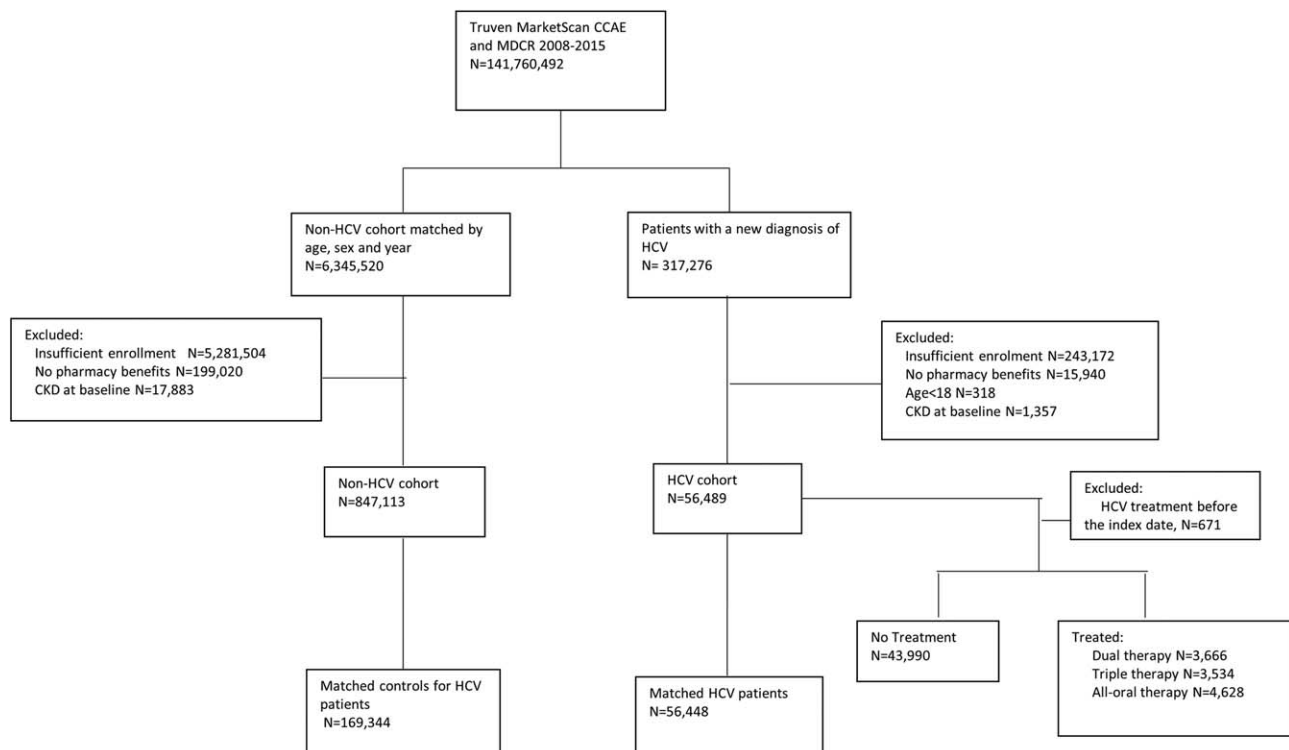 Truven MarketScan CCAE
and MDCR 2008-2015
N=141,760,492
Non-HCV cohort matched by
age, sex and year
N=6,345,520
Patients with a new diagnosis of
HCV
N= 317,276
Excluded:
Insufficient enrollment N=5,281,504
No pharmacy benefits N=199,020
CKD at baseline N=17,883
Excluded:
Insufficient enrolment N=243,172
No pharmacy benefits N=15,940
Age<18 N=318
CKD at baseline N=1,357
Non-HCV cohort
N=847,113
HCV cohort
N=56,489
Excluded:
HCV treatment before
the index date, N=671
No Treatment
N=43,990
Treated:
Dual therapy N=3,666
Triple therapy N=3,534
All-oral therapy N=4,628
Matched controls for HCV
patients
N=169,344
Matched HCV patients
N=56,448